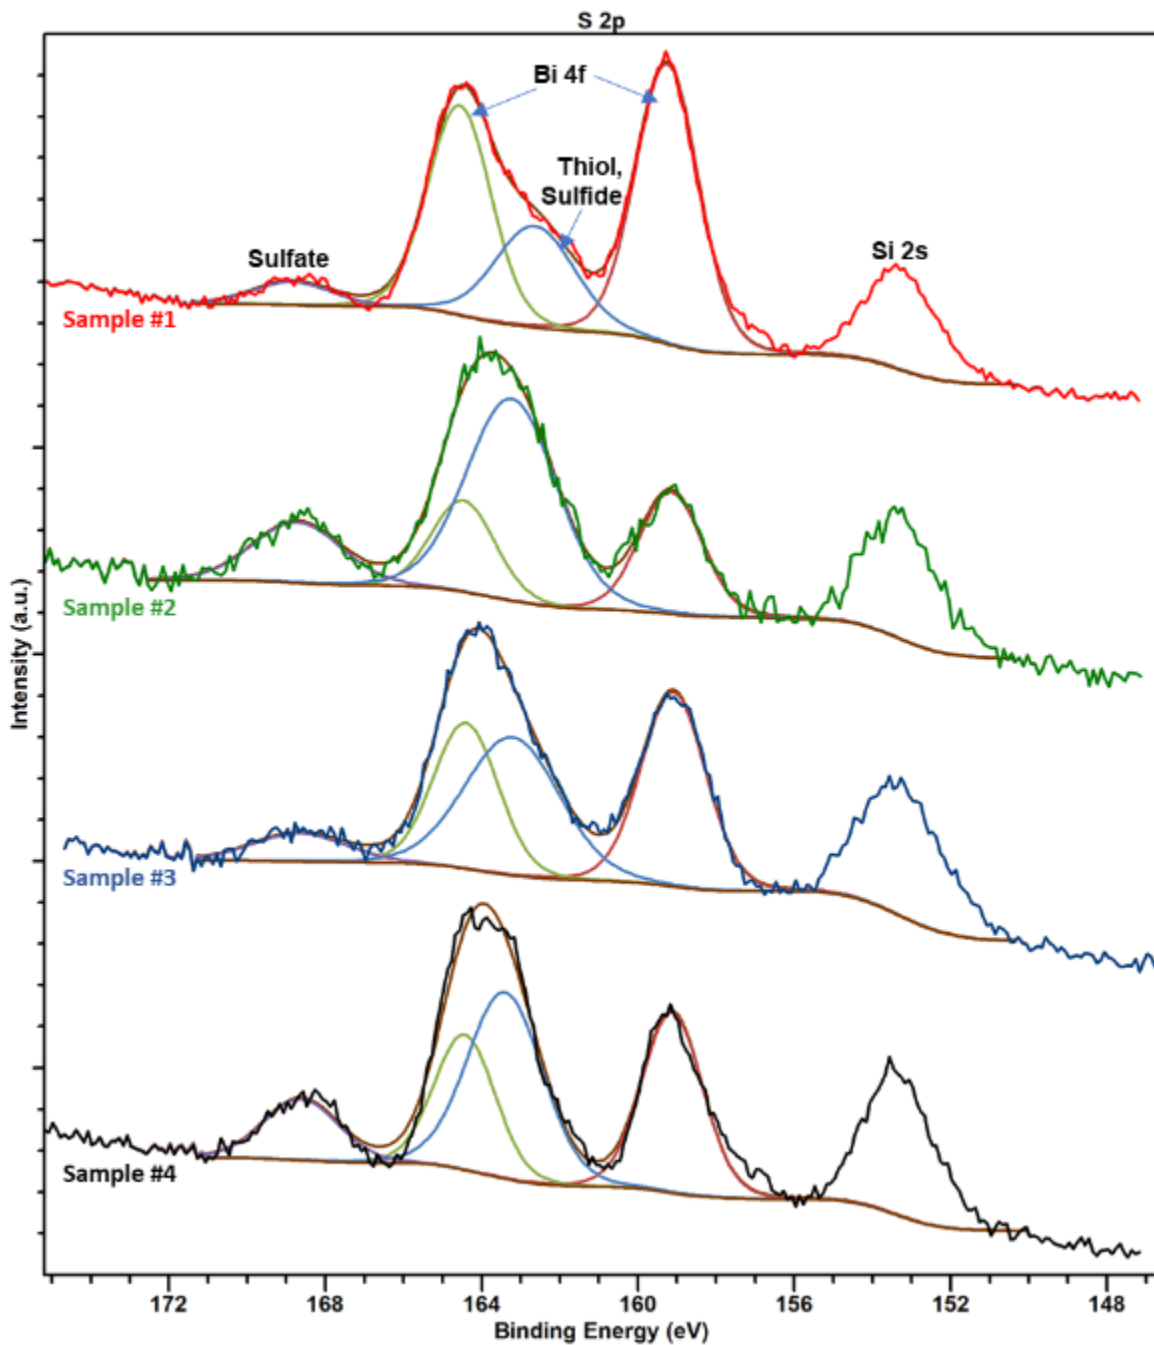 S 2p
Bi 4f
Thiol,
Sulfide
Sulfate
Si 2s
Sample #1
Sample #2
Sample #3
Sample #4
Intensity (a.u.)
172 168 164 160 156 152 148
Binding Energy (eV)